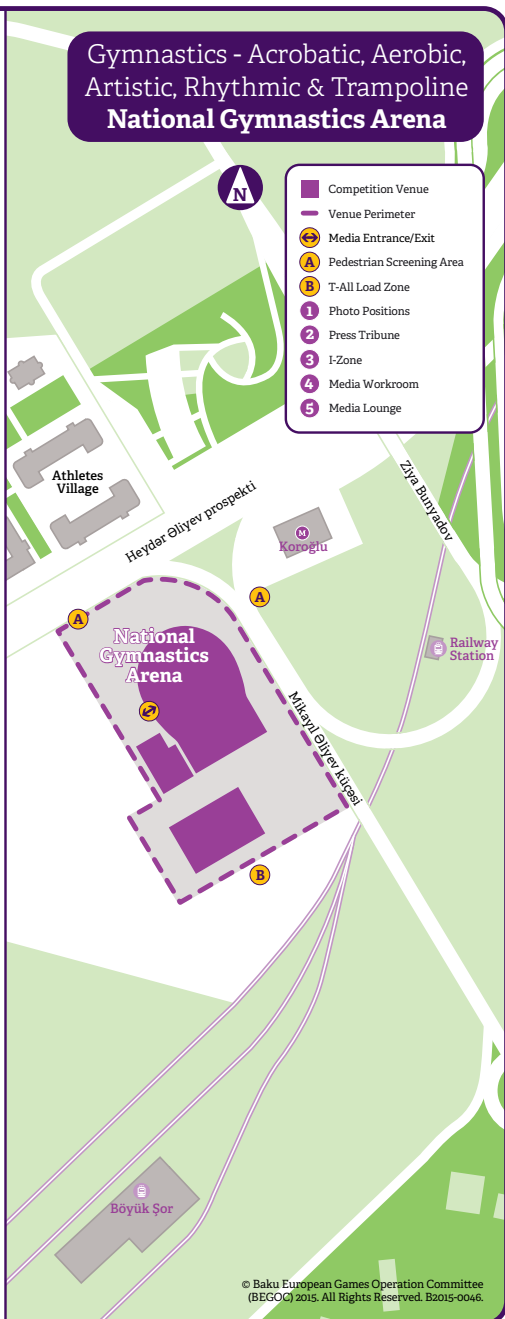 Gymnastics - Acrobatic, Aerobic,
Artistic, Rhythmic & Trampoline
National Gymnastics Arena
N
Competition Venue
Venue Perimeter
Media Entrance/Exit
A Pedestrian Screening Area
B T-All Load Zone
1 Photo Positions
2 Press Tribune
3 I-Zone
4 Media Workroom
5 Media Lounge
Athletes
Village
Heydər Əliyev prospekti
Ziya Bunyadov
M
Koroğlu
A
A
National
Gymnastics
Arena
Railway
Station
Mikayıl Əliyev küçəsi
B
Böyük Şor
© Baku European Games Operation Committee
(BEGOC) 2015. All Rights Reserved. B2015-0046.